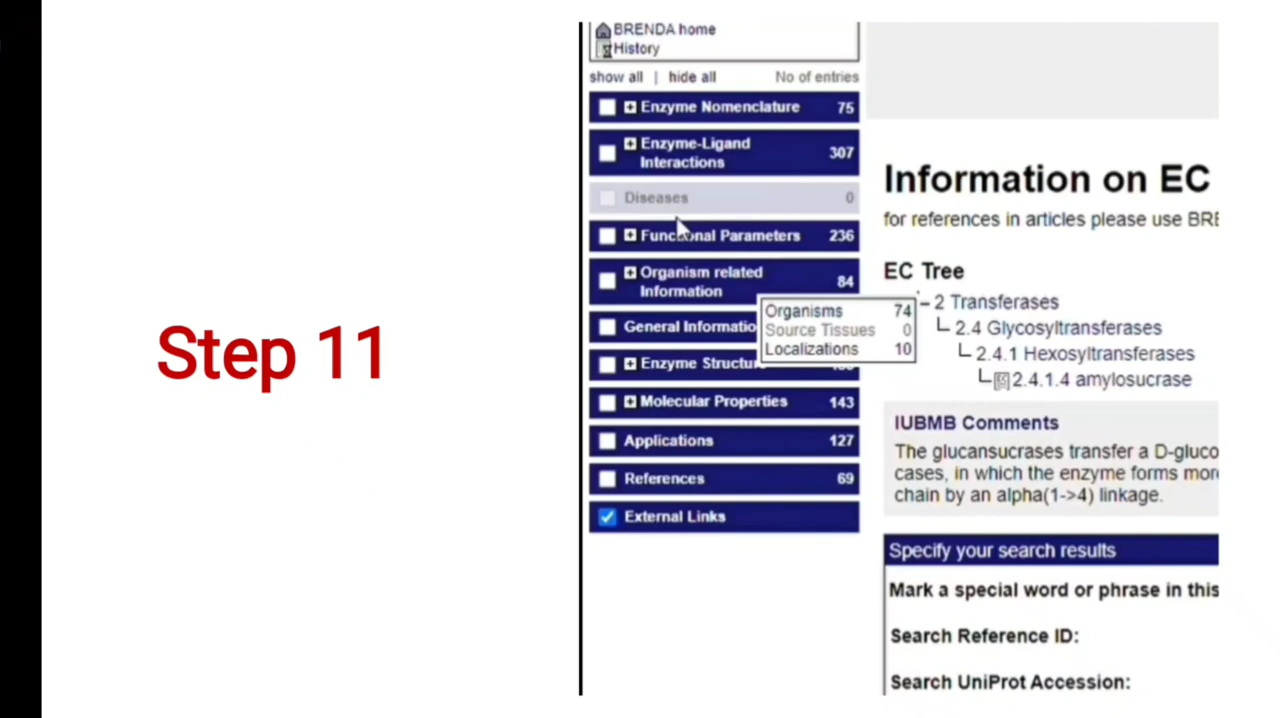 Step 11
BRENDA home
History
show all | hide all No of entries
Enzyme Nomenclature 75
Enzyme-Ligand
Interactions 307
Diseases 0
Functional Parameters 236
Organism related
Information 84
Organisms 74
Source Tissues 0
Localizations 10
General Informatio
Enzyme Structur
Molecular Properties 143
Applications 127
References 69
External Links
Information on EC
for references in articles please use BRE
EC Tree
2 Transferases
2.4 Glycosyltransferases
2.4.1 Hexosyltransferases
2.4.1.4 amylosucrase
IUBMB Comments
The glucansucrases transfer a D-gluco
cases, in which the enzyme forms more
chain by an alpha(1->4) linkage.
Specify your search results
Mark a special word or phrase in this
Search Reference ID:
Search UniProt Accession: